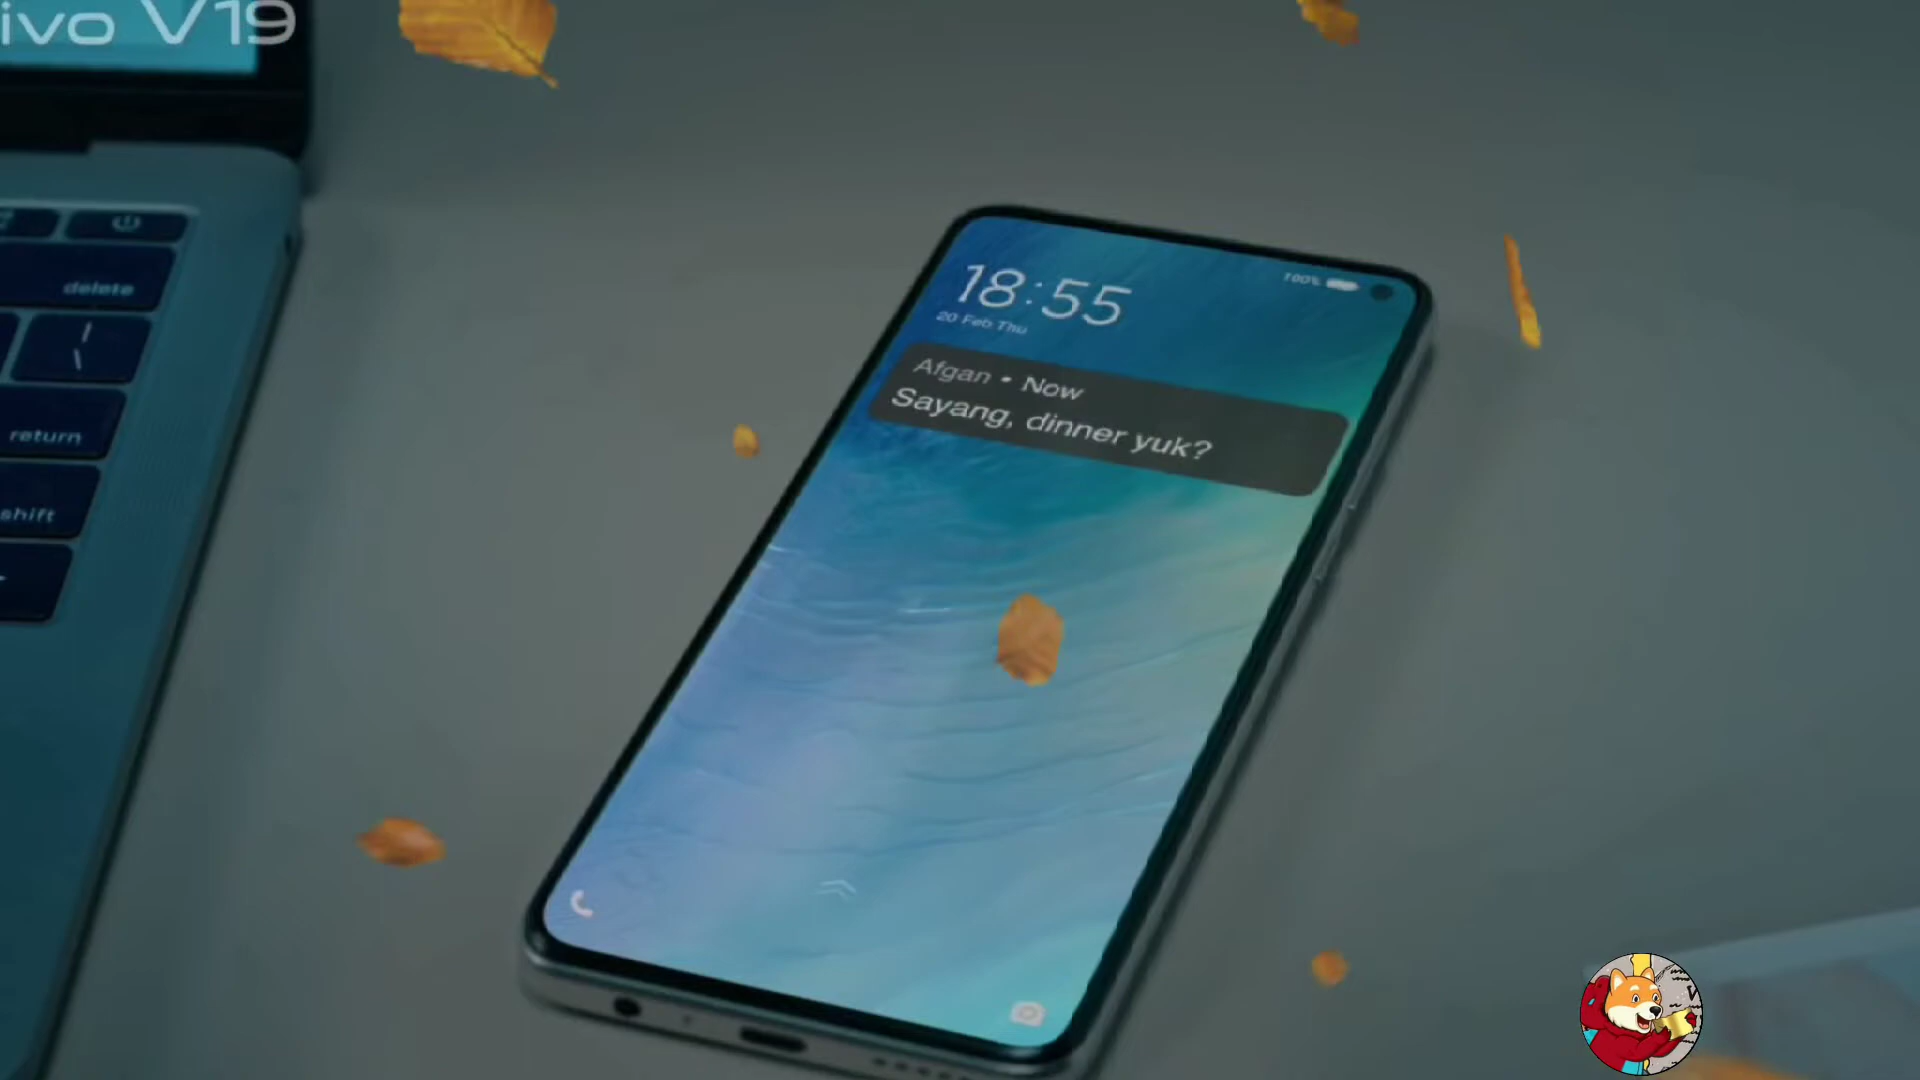 ivo V19
delete
return
shift
18:55
100%
20 Feb Thu
Afgan • Now
Sayang, dinner yuk?